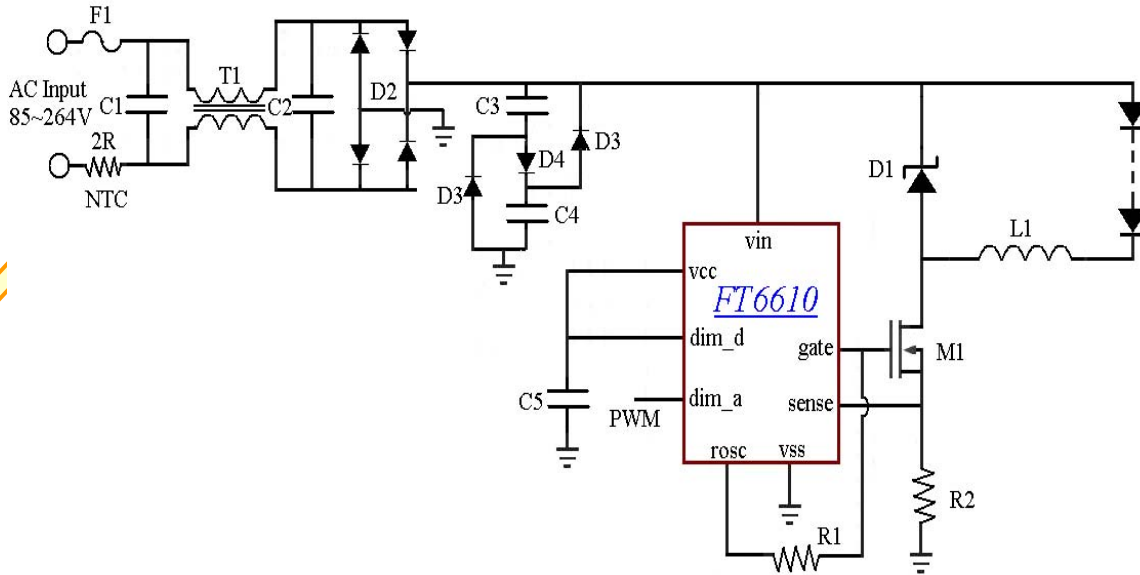 F1
AC Input
85~264V
C1
T1
C2
D2
2R
NTC
C3
D4
D3
D3
C4
D1
L1
vin
vcc
FT6610
dim_d
gate
M1
C5
PWM
dim_a
sense
rosc
vss
R1
R2